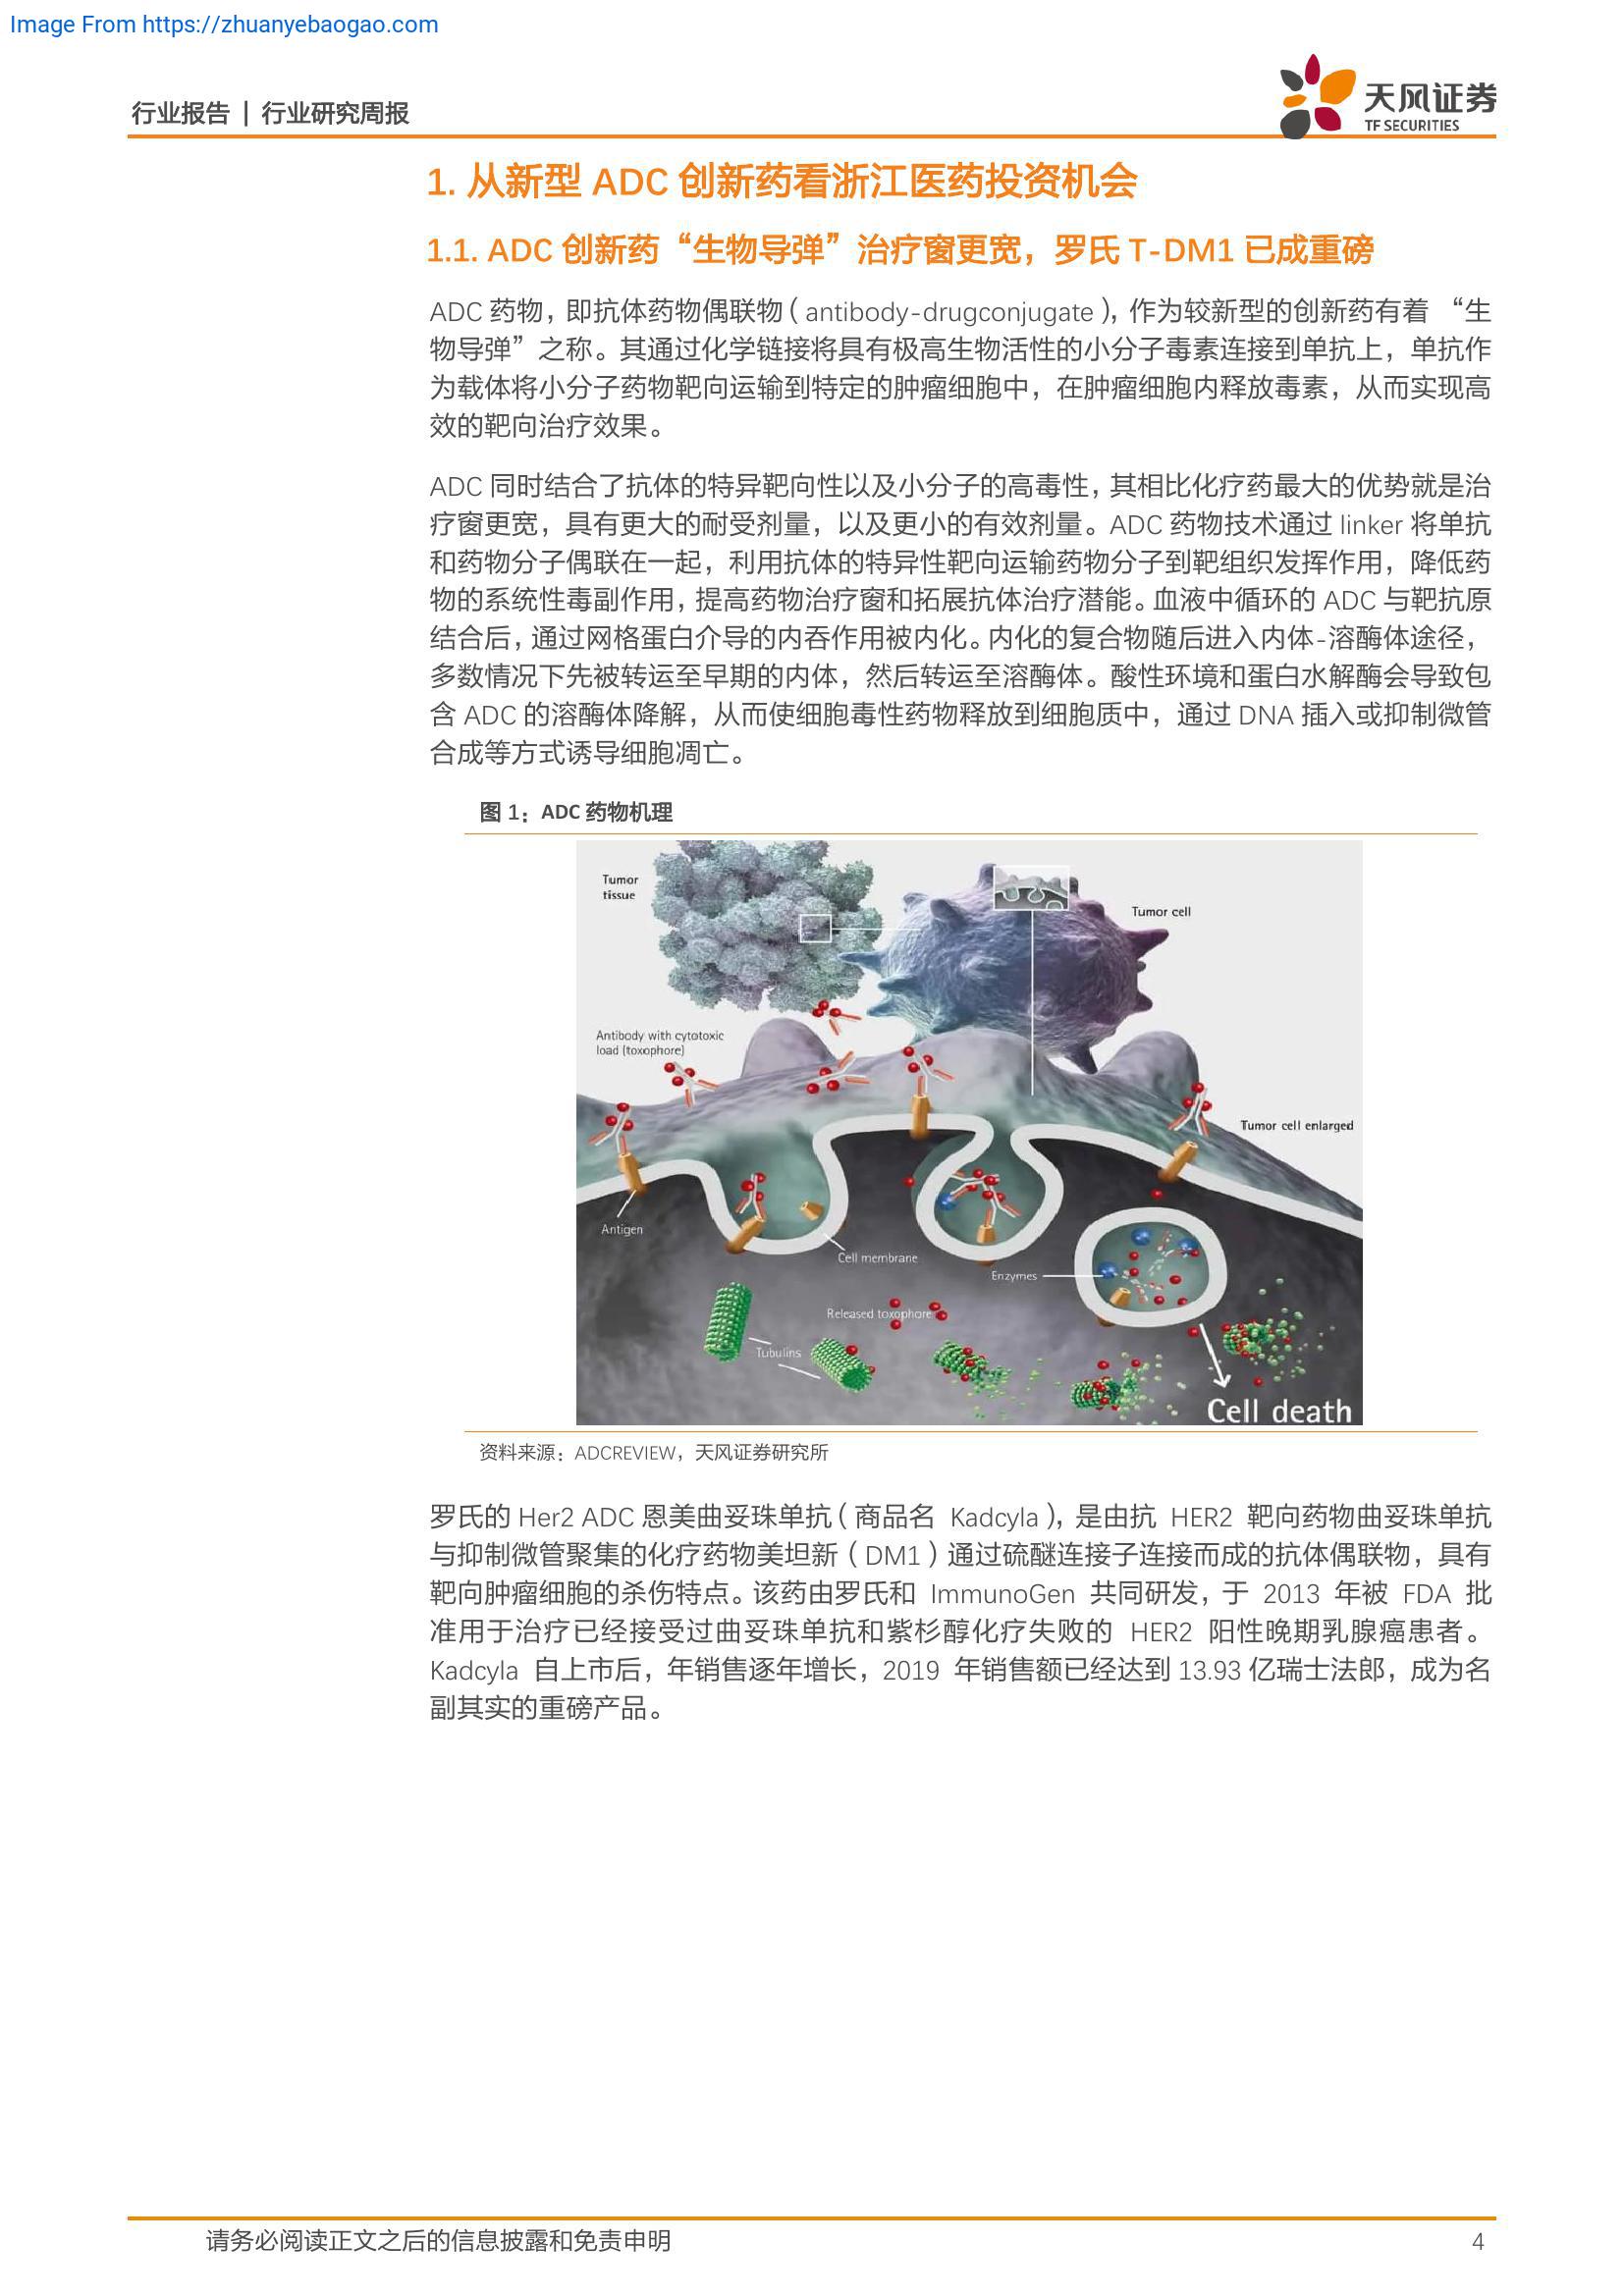 Image From https://zhuanyebaogao.com
行业报告 | 行业研究周报
天风证券
TF SECURITIES
1. 从新型 ADC 创新药看浙江医药投资机会
1.1. ADC 创新药“生物导弹”治疗窗更宽，罗氏 T-DM1 已成重磅
ADC 药物，即抗体药物偶联物（antibody-drugconjugate），作为较新型的创新药有着 “生
物导弹”之称。其通过化学链接将具有极高生物活性的小分子毒素连接到单抗上，单抗作
为载体将小分子药物靶向运输到特定的肿瘤细胞中，在肿瘤细胞内释放毒素，从而实现高
效的靶向治疗效果。
ADC 同时结合了抗体的特异靶向性以及小分子的高毒性，其相比化疗药最大的优势就是治
疗窗更宽，具有更大的耐受剂量，以及更小的有效剂量。ADC 药物技术通过 linker 将单抗
和药物分子偶联在一起，利用抗体的特异性靶向运输药物分子到靶组织发挥作用，降低药
物的系统性毒副作用，提高药物治疗窗和拓展抗体治疗潜能。血液中循环的 ADC 与靶抗原
结合后，通过网格蛋白介导的内吞作用被内化。内化的复合物随后进入内体-溶酶体途径，
多数情况下先被转运至早期的内体，然后转运至溶酶体。酸性环境和蛋白水解酶会导致包
含 ADC 的溶酶体降解，从而使细胞毒性药物释放到细胞质中，通过 DNA 插入或抑制微管
合成等方式诱导细胞凋亡。
图 1：ADC 药物机理
Tumor
tissue
Tumor cell
Antibody with cytotoxic
load (toxophore)
Tumor cell enlarged
Antigen
Cell membrane
Enzymes
Released toxophore
Tubulins
Cell death
资料来源：ADCREVIEW，天风证券研究所
罗氏的 Her2 ADC 恩美曲妥珠单抗（商品名 Kadcyla），是由抗 HER2 靶向药物曲妥珠单抗
与抑制微管聚集的化疗药物美坦新（DM1）通过硫醚连接子连接而成的抗体偶联物，具有
靶向肿瘤细胞的杀伤特点。该药由罗氏和 ImmunoGen 共同研发，于 2013 年被 FDA 批
准用于治疗已经接受过曲妥珠单抗和紫杉醇化疗失败的 HER2 阳性晚期乳腺癌患者。
Kadcyla 自上市后，年销售逐年增长，2019 年销售额已经达到 13.93 亿瑞士法郎，成为名
副其实的重磅产品。
请务必阅读正文之后的信息披露和免责申明
4